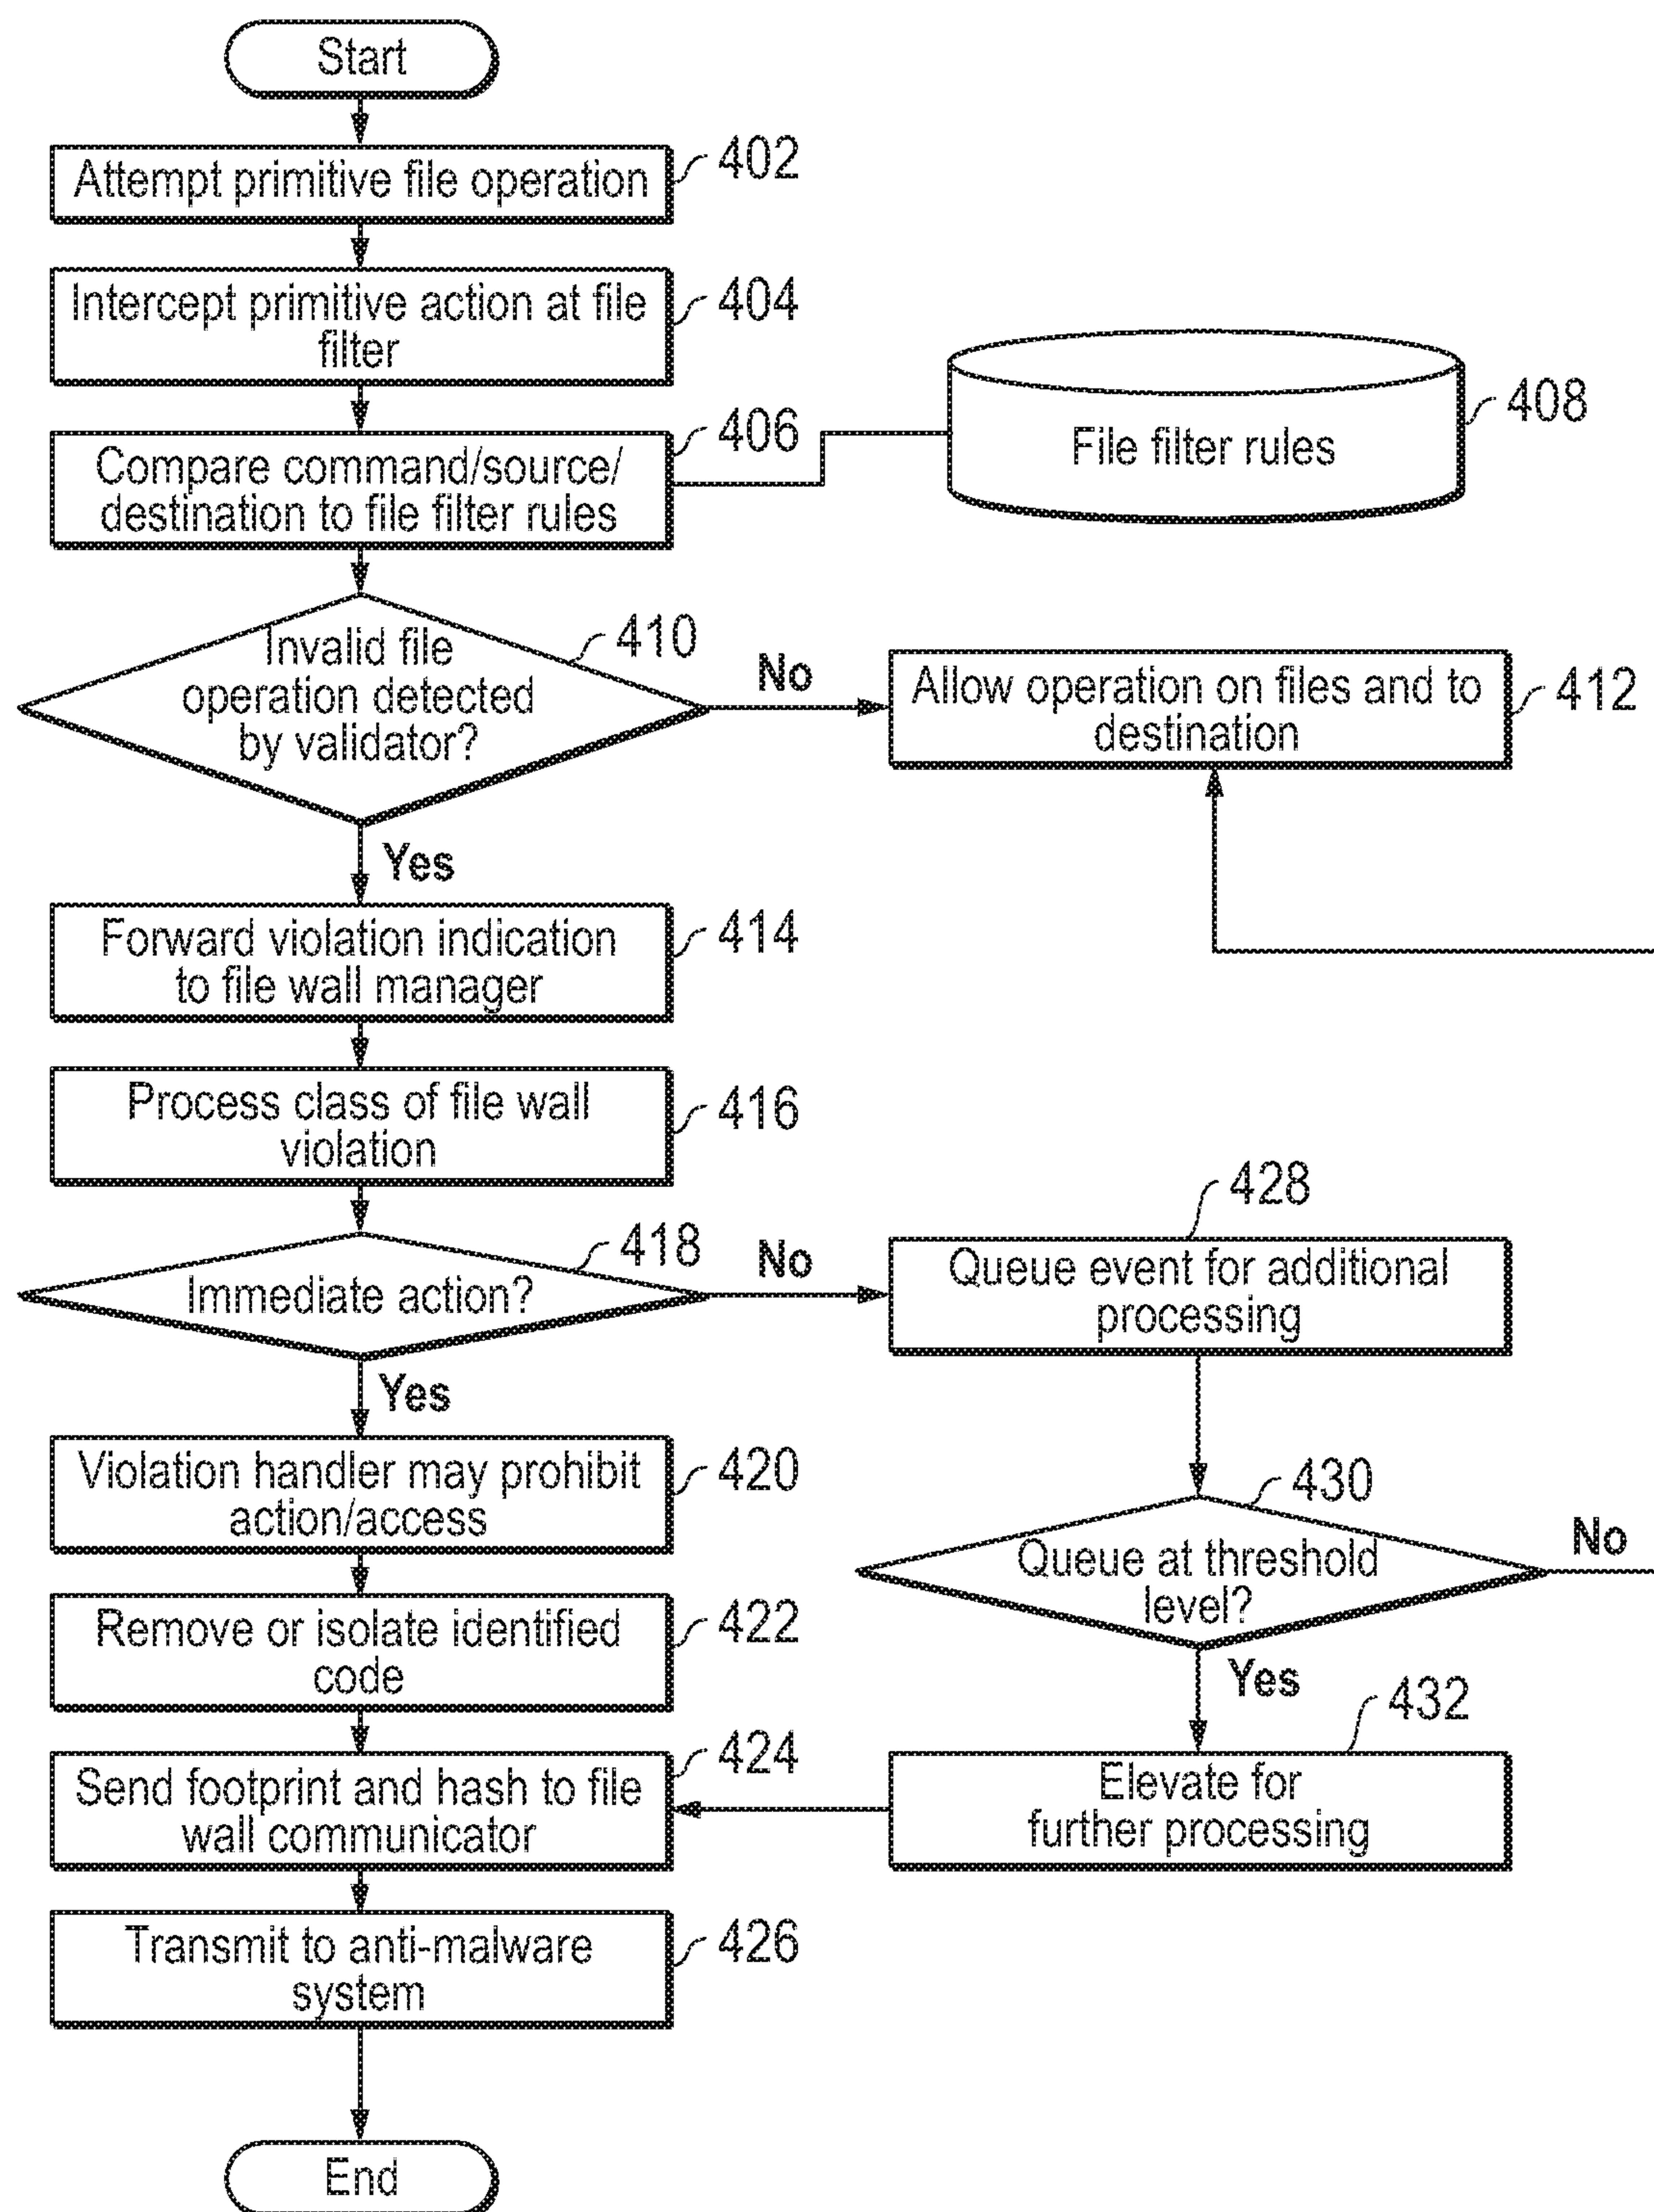 Start
Attempt primitive file operation
402
Intercept primitive action at file
filter
404
Compare command/source/
destination to file filter rules
406
File filter rules
408
Invalid file
operation detected
by validator?
410
No
Allow operation on files and to
destination
412
Yes
Forward violation indication
to file wall manager
414
Process class of file wall
violation
416
Immediate action?
418
No
428
Queue event for additional
processing
Yes
Violation handler may prohibit
action/access
420
430
Queue at threshold
level?
No
Remove or isolate identified
code
422
Yes
432
Send footprint and hash to file
wall communicator
424
Elevate for
further processing
Transmit to anti-malware
system
426
End